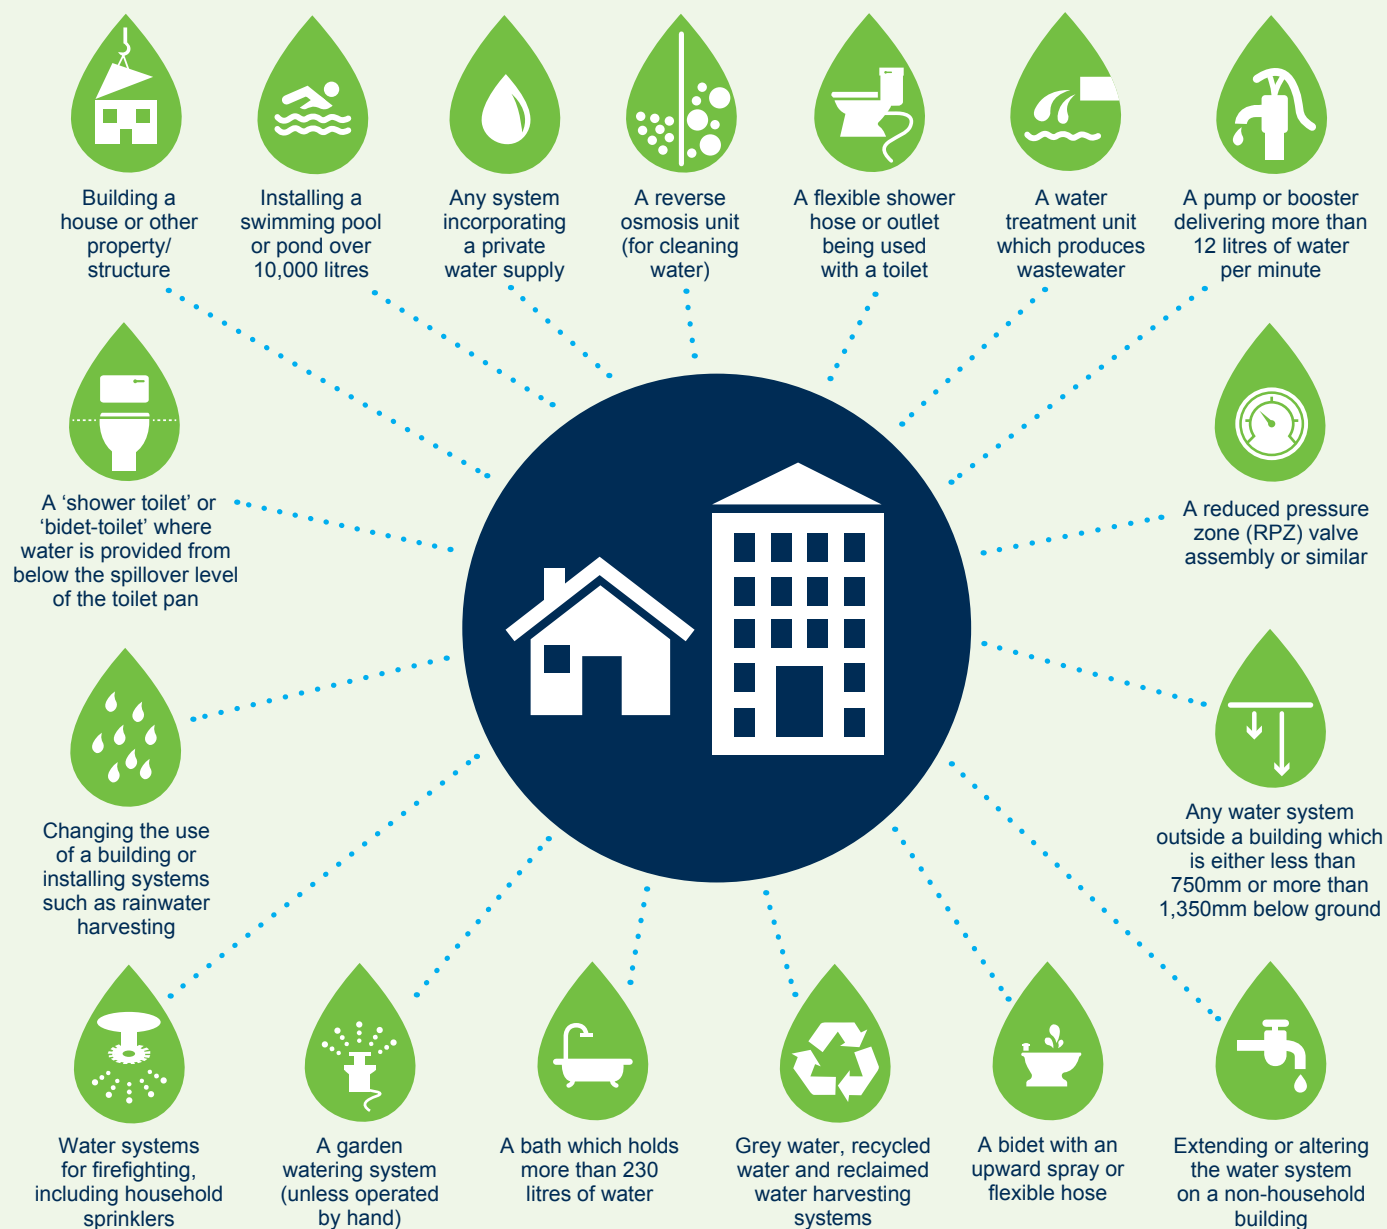 Building a
house or other
property/
structure
Installing a
swimming pool
or pond over
10,000 litres
Any system
incorporating
a private
water supply
A reverse
osmosis unit
(for cleaning
water)
A flexible shower
hose or outlet
being used
with a toilet
A water
treatment unit
which produces
wastewater
A pump or booster
delivering more than
12 litres of water
per minute
A ‘shower toilet’ or
‘bidet-toilet’ where
water is provided from
below the spillover level
of the toilet pan
A reduced pressure
zone (RPZ) valve
assembly or similar
Changing the use
of a building or
installing systems
such as rainwater
harvesting
Any water system
outside a building which
is either less than
750mm or more than
1,350mm below ground
Water systems
for firefighting,
including household
sprinklers
A garden
watering system
(unless operated
by hand)
A bath which holds
more than 230
litres of water
Grey water, recycled
water and reclaimed
water harvesting
systems
A bidet with an
upward spray or
flexible hose
Extending or altering
the water system
on a non-household
building